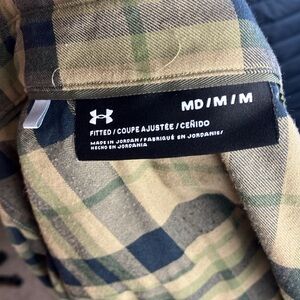 MD/M/M
FITTED/COUPE AJUSTÉE/CEÑIDO
MADE IN JORDAN/FABRIQUÉ EN JORDANIE/
HECHO EN JORDANIA